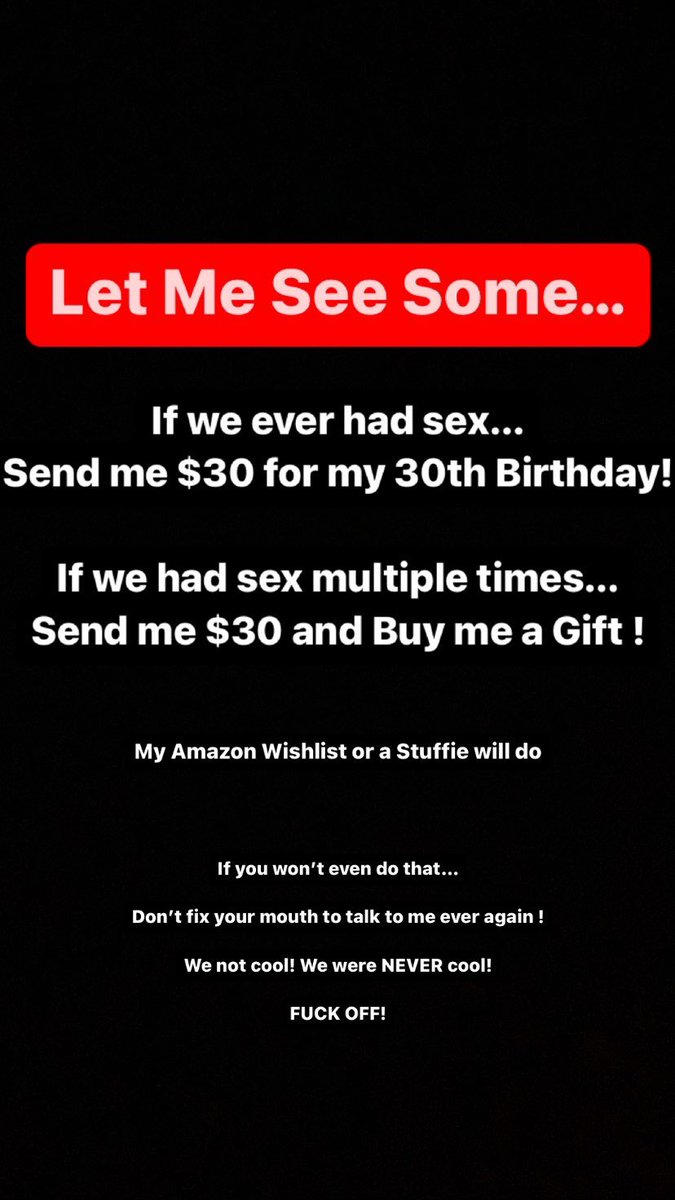 Let Me See Some...
If we ever had sex...
Send me $30 for my 30th Birthday!
If we had sex multiple times...
Send me $30 and Buy me a Gift !
My Amazon Wishlist or a Stuffie will do
If you won’t even do that...
Don’t fix your mouth to talk to me ever again !
We not cool! We were NEVER cool!
FUCK OFF!